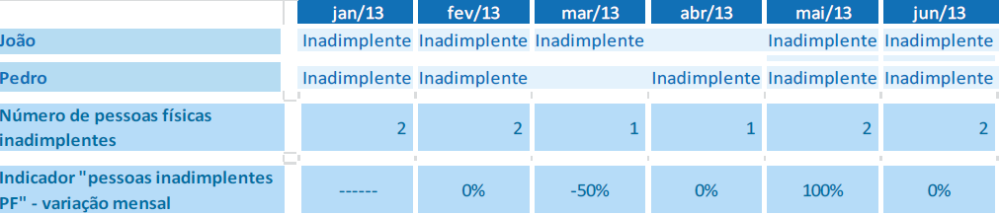 jan/13 fev/13 mar/13 abr/13 mai/13 jun/13
João Inadimplente Inadimplente Inadimplente Inadimplente Inadimplente
Pedro Inadimplente Inadimplente Inadimplente Inadimplente Inadimplente
Número de pessoas físicas
inadimplentes 2 2 1 1 2 2
Indicador "pessoas inadimplentes
PF" - variação mensal ------ 0% -50% 0% 100% 0%